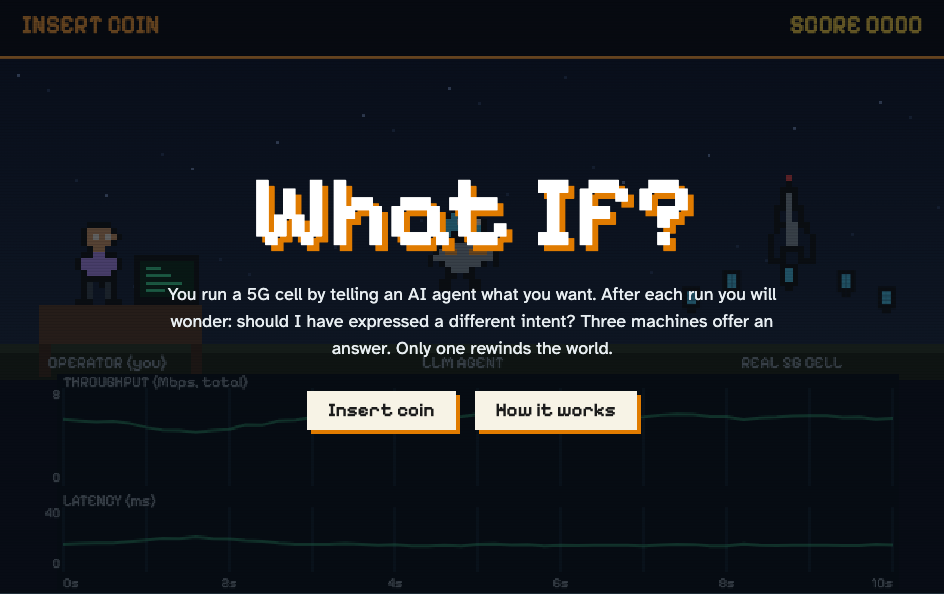 INSERT COIN
SCORE 0000
What If?
You run a 5G cell by telling an AI agent what you want. After each run you will
wonder: should I have expressed a different intent? Three machines offer an
answer. Only one rewinds the world.
OPERATOR (you)
LLM AGENT
REAL 5G CELL
THROUGHPUT (Mbps, total)
8
Insert coin
How it works
0
LATENCY (ms)
40
0
0s
2s
4s
6s
8s
10s